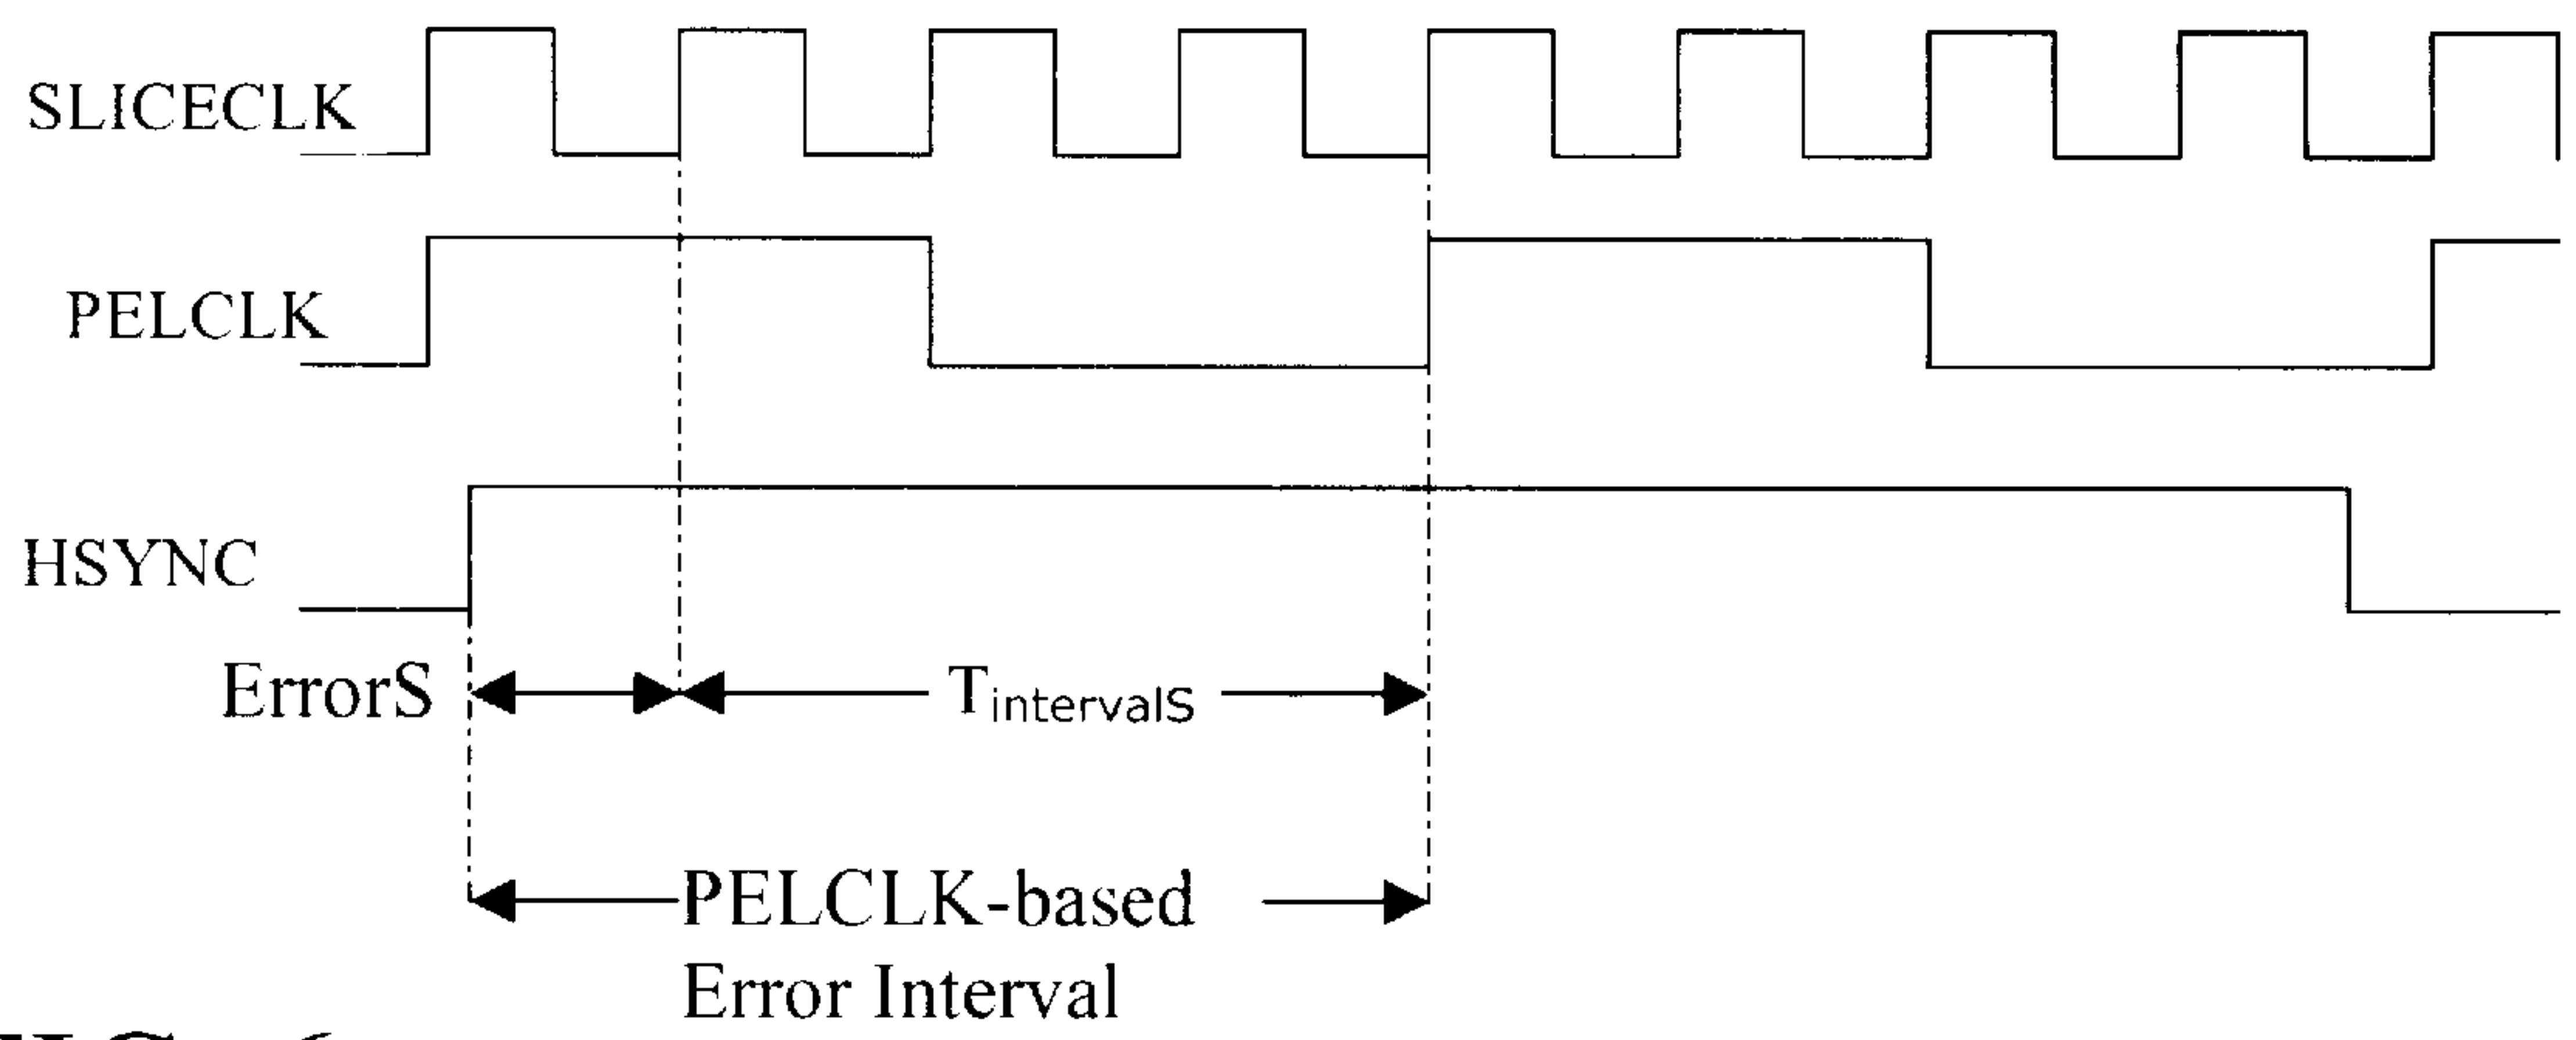 SLICECLK
PELCLK
HSYNC
ErrorS
TintervalS
PELCLK-based
Error Interval